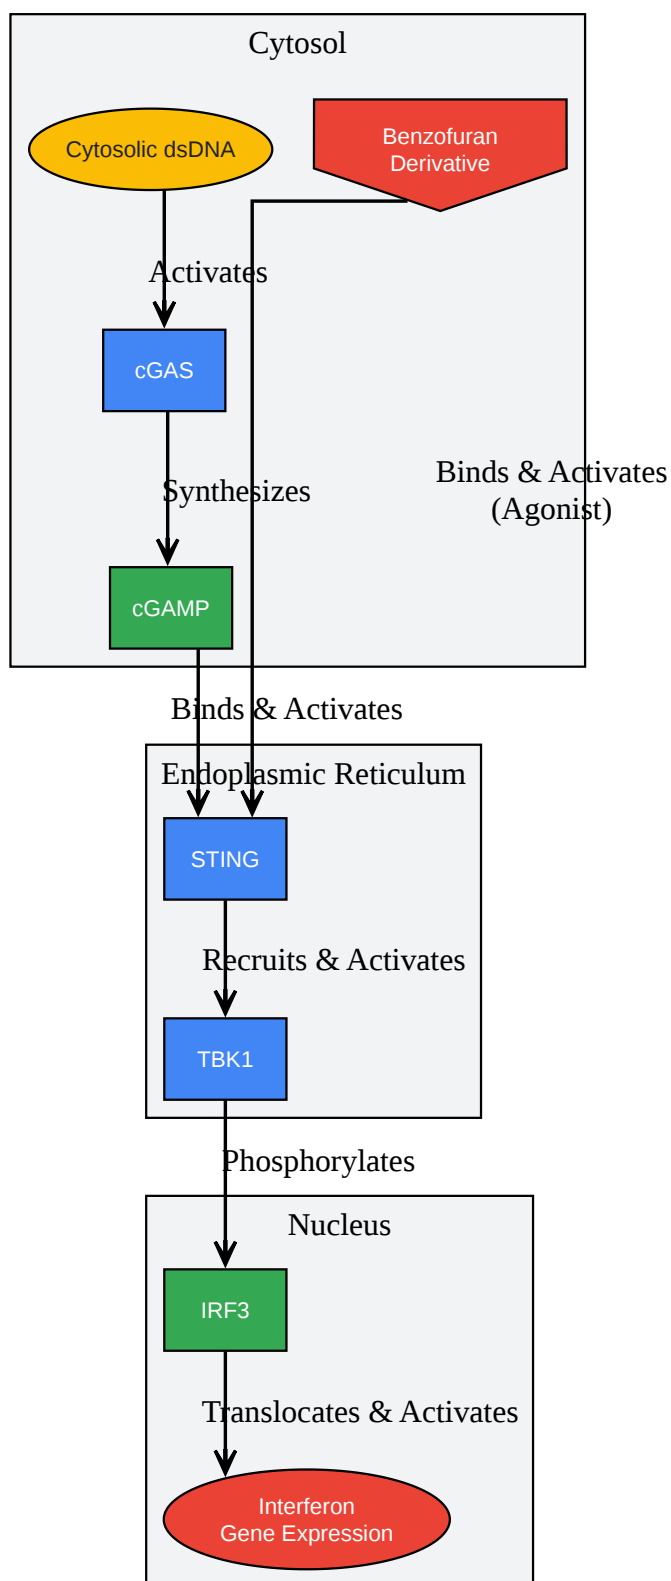 Cytosol
Cytosolic dsDNA
Benzofuran
Derivative
Activates
cGAS
Binds & Activates
(Agonist)
Synthesizes
cGAMP
Binds & Activates
Endoplasmic Reticulum
STING
Recruits & Activates
TBK1
Phosphorylates
Nucleus
IRF3
Translocates & Activates
Interferon
Gene Expression